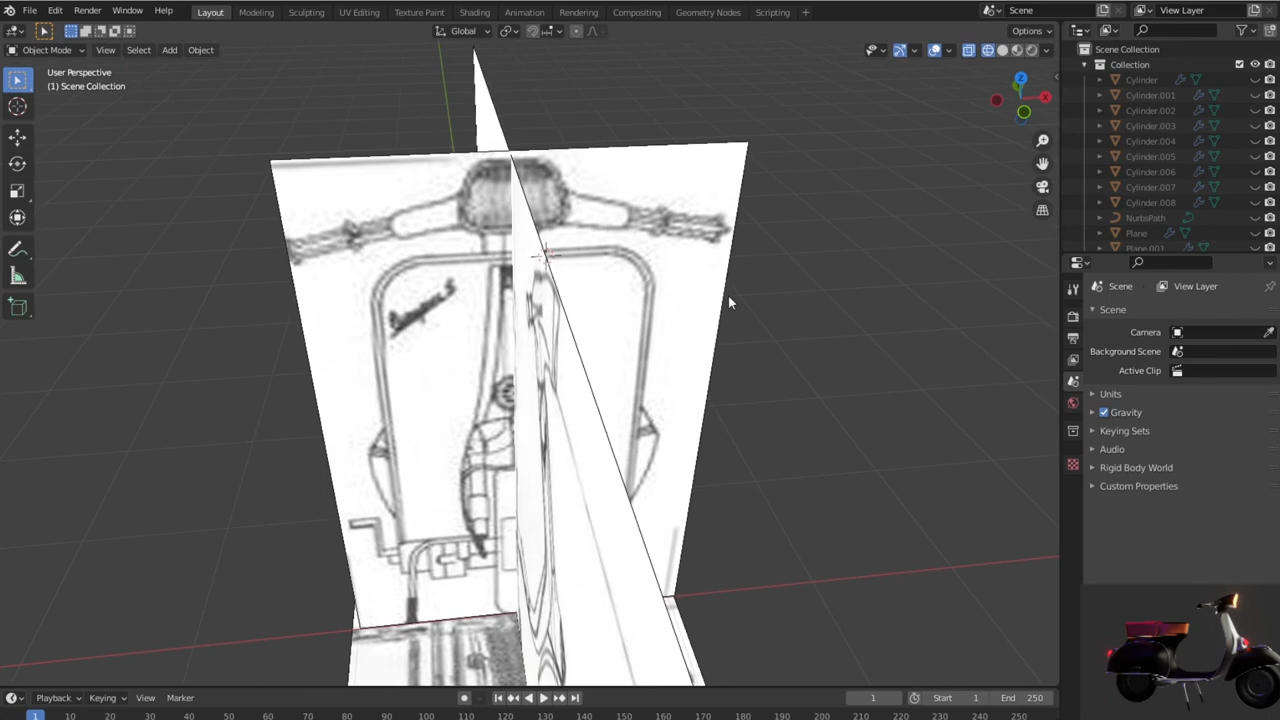 File Edit Render Window Help Layout Modeling Sculpting UV Editing Texture Paint Shading Animation Rendering Compositing Geometry Nodes Scripting + Scene View Layer
Global Options
Object Mode View Select Add Object
User Perspective
(1) Scene Collection
X
Z
Scene Collection
Collection
Cylinder
Cylinder.001
Cylinder.002
Cylinder.003
Cylinder.004
Cylinder.005
Cylinder.006
Cylinder.007
Cylinder.008
NurbsPath
Plane
Plane.001
Scene View Layer
Scene
Camera
Background Scene
Active Clip
Units
Gravity
Keying Sets
Audio
Rigid Body World
Custom Properties
Playback Keying View Marker 1 Start 1 End 250
1 10 20 30 40 50 60 70 80 90 100 110 120 130 140 150 160 170 180 190 200 210 220 230 240 250